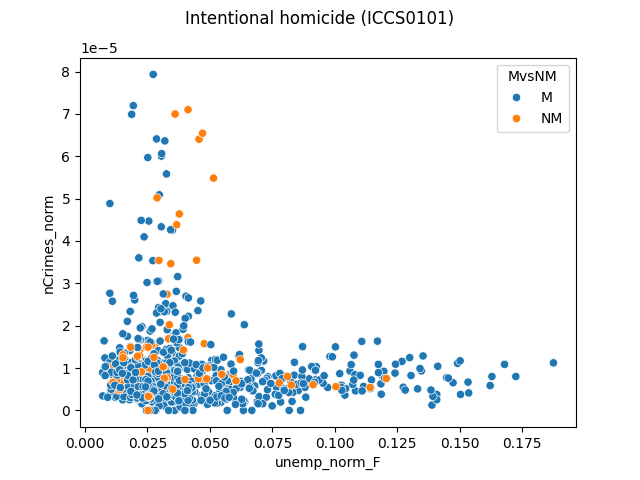 Intentional homicide (ICCS0101)
1e−5
MvsNM
M
NM
8
7
6
5
4
3
2
1
0
nCrimes_norm
0.000 0.025 0.050 0.075 0.100 0.125 0.150 0.175
unemp_norm_F